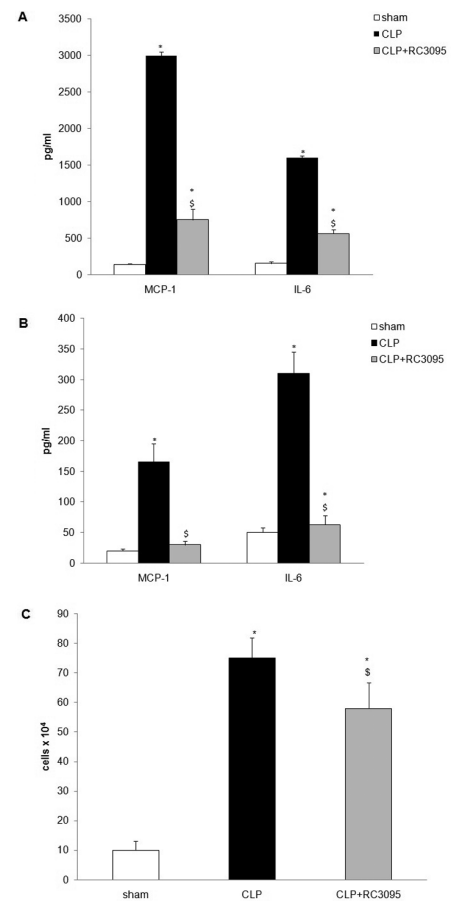 A
sham
CLP
CLP+RC3095
3500
3000
2500
2000
1500
1000
500
0
pg/ml
*
*
$
*
*
$
MCP-1
IL-6
B
sham
CLP
CLP+RC3095
400
350
300
250
200
150
100
50
0
pg/ml
*
$
*
*
$
MCP-1
IL-6
C
90
80
70
60
50
40
30
20
10
0
cells x 10⁴
*
*
$
sham
CLP
CLP+RC3095